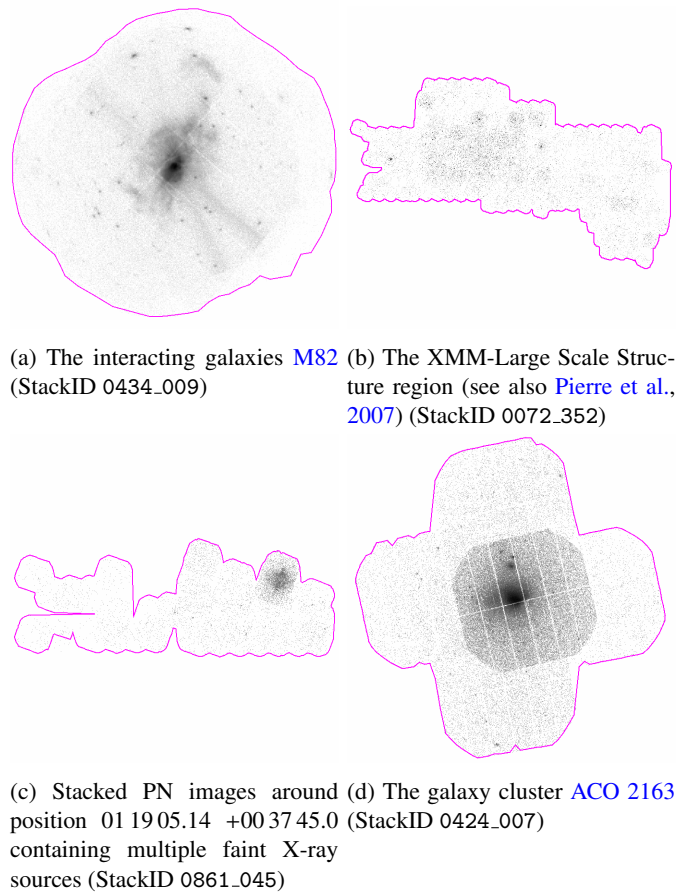 (a) The interacting galaxies M82
(StackID 0434_009)
(b) The XMM-Large Scale Struc-
ture region (see also Pierre et al.,
2007) (StackID 0072_352)
(c) Stacked PN images around
position 01 19 05.14 +00 37 45.0
containing multiple faint X-ray
sources (StackID 0861_045)
(d) The galaxy cluster ACO 2163
(StackID 0424_007)